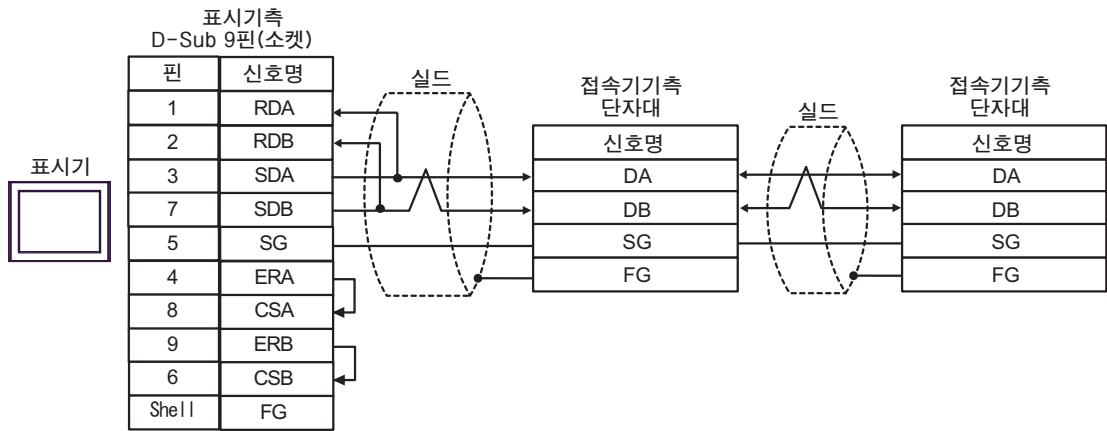 표시기측
D-Sub 9핀(소켓)
핀 신호명
1 RDA
2 RDB
3 SDA
7 SDB
5 SG
4 ERA
8 CSA
9 ERB
6 CSB
Shell FG
표시기
실드
접속기기측
단자대
신호명
DA
DB
SG
FG
실드
접속기기측
단자대
신호명
DA
DB
SG
FG